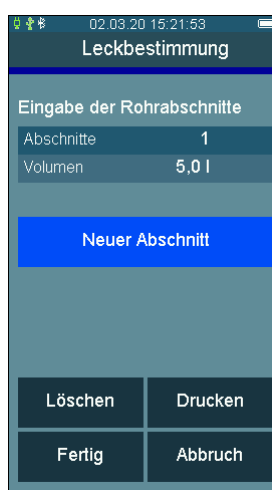 02.03.20 15:21:53
Leckbestimmung
Eingabe der Rohrabschnitte
Abschnitte 1
Volumen 5,0 l
Neuer Abschnitt
Löschen Drucken
Fertig Abbruch